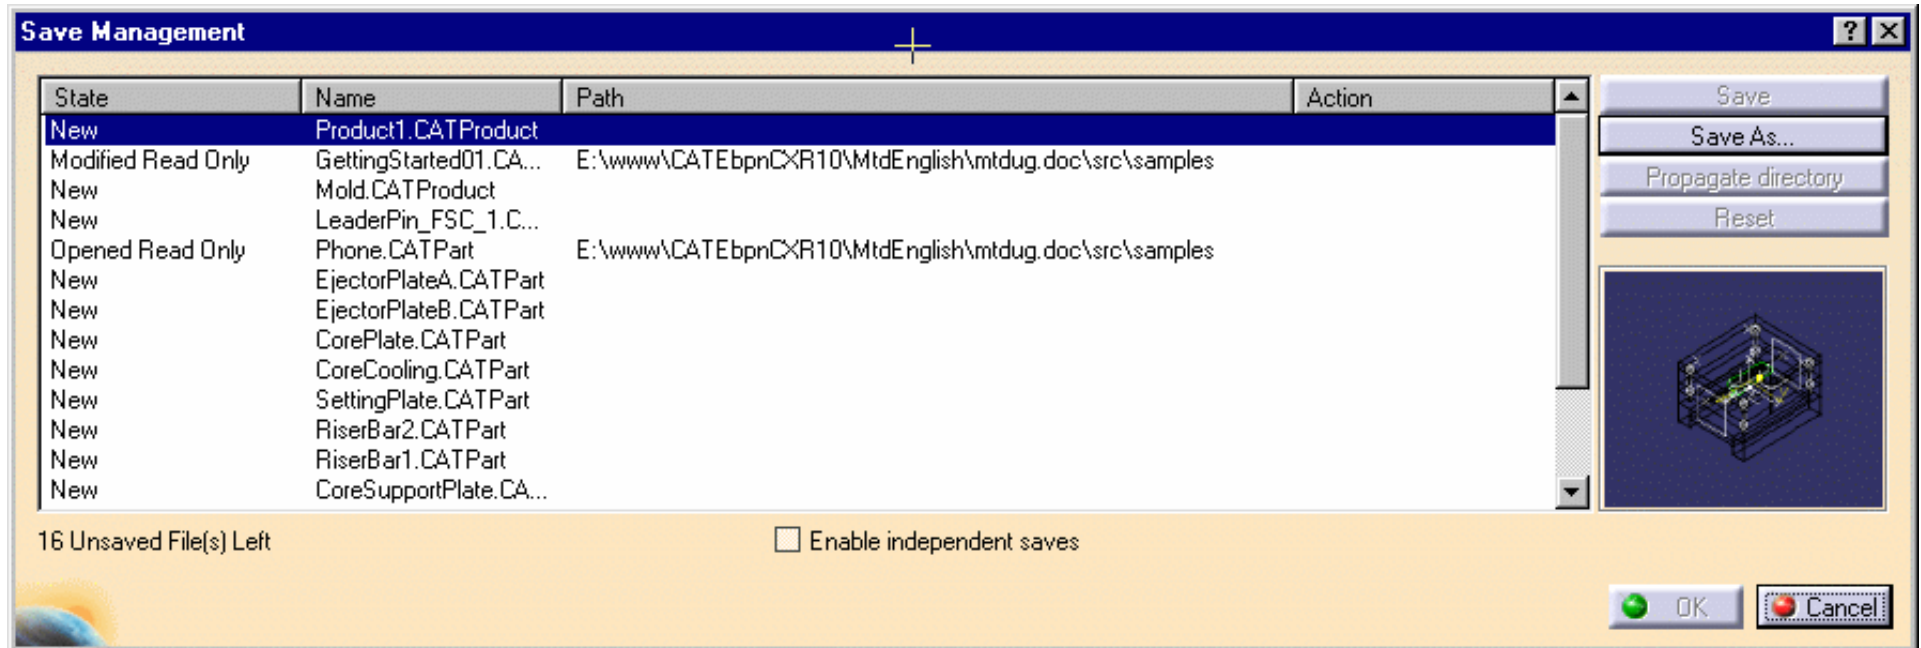 Save Management
State Name Path Action
New Product1.CATProduct
Modified Read Only GettingStarted01.CA... E:\www\CATEbpnCXR10\MtdEnglish\mtdug.doc\src\samples
New Mold.CATProduct
New LeaderPin_FSC_1.C...
Opened Read Only Phone.CATPart E:\www\CATEbpnCXR10\MtdEnglish\mtdug.doc\src\samples
New EjectorPlateA.CATPart
New EjectorPlateB.CATPart
New CorePlate.CATPart
New CoreCooling.CATPart
New SettingPlate.CATPart
New RiserBar2.CATPart
New RiserBar1.CATPart
New CoreSupportPlate.CA...
Save
Save As...
Propagate directory
Reset
16 Unsaved File(s) Left
Enable independent saves
OK Cancel